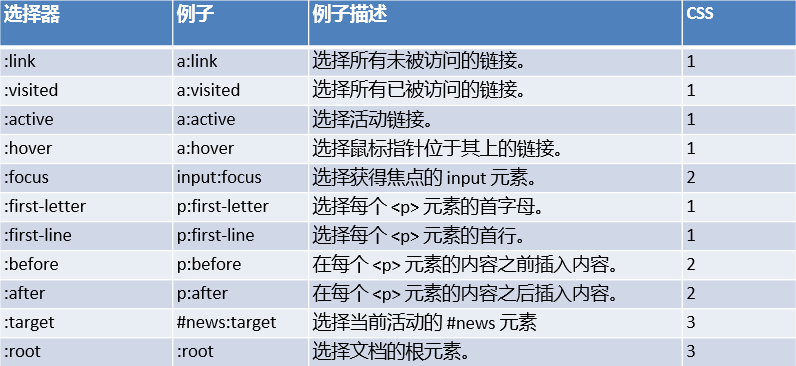 选择器 例子 例子描述 CSS
:link a:link 选择所有未被访问的链接。 1
:visited a:visited 选择所有已被访问的链接。 1
:active a:active 选择活动链接。 1
:hover a:hover 选择鼠标指针位于其上的链接。 1
:focus input:focus 选择获得焦点的 input 元素。 2
:first-letter p:first-letter 选择每个 <p> 元素的首字母。 1
:first-line p:first-line 选择每个 <p> 元素的首行。 1
:before p:before 在每个 <p> 元素的内容之前插入内容。 2
:after p:after 在每个 <p> 元素的内容之后插入内容。 2
:target #news:target 选择当前活动的 #news 元素 3
:root :root 选择文档的根元素。 3